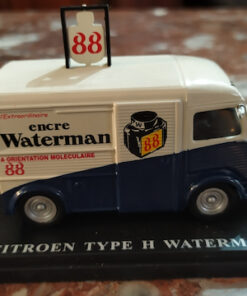 88
l'Extraordinaire
encre
Waterman
A ORIENTATION MOLECULAIRE
88
88
CITROEN TYPE H WATERM